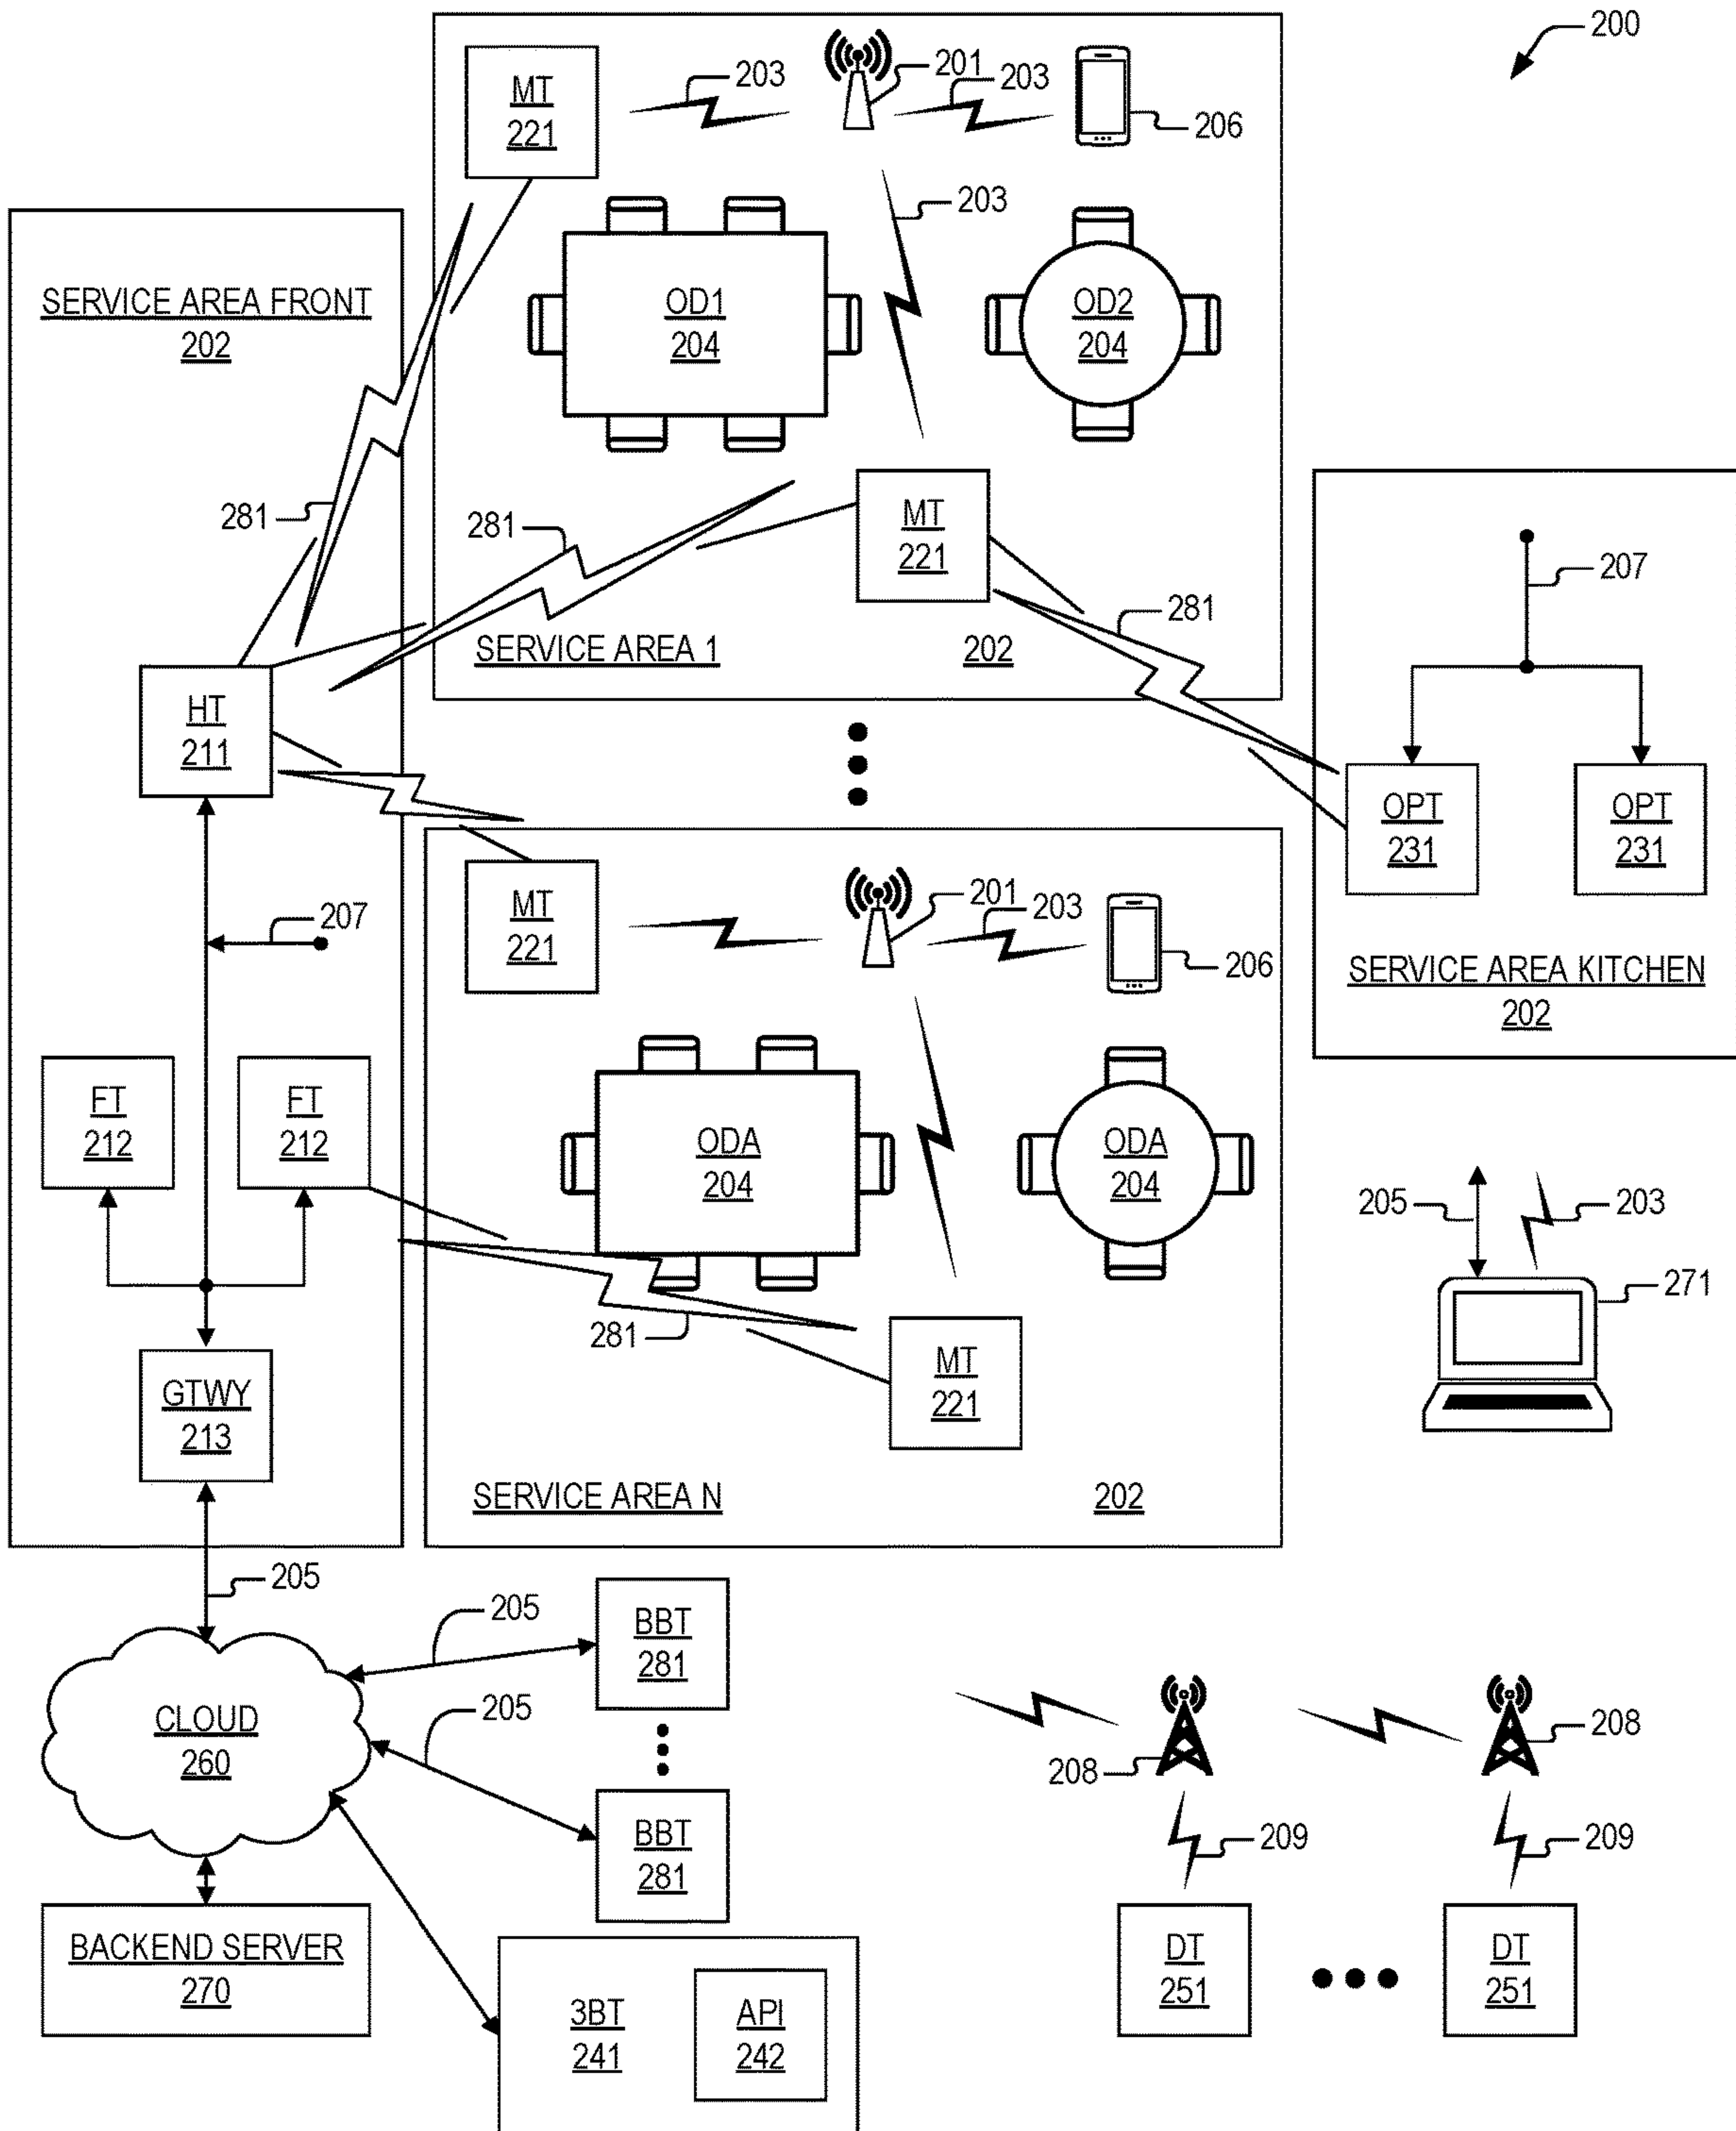 200
MT
221
203
201
203
206
203
SERVICE AREA FRONT
202
OD1
204
OD2
204
281
281
MT
221
281
SERVICE AREA 1
202
207
HT
211
OPT
231
OPT
231
SERVICE AREA KITCHEN
202
207
MT
221
201
203
206
FT
212
FT
212
ODA
204
ODA
204
281
MT
221
205
203
271
GTWY
213
SERVICE AREA N
202
205
CLOUD
260
205
BBT
281
205
BBT
281
208
208
209
209
BACKEND SERVER
270
3BT
241
API
242
DT
251
DT
251